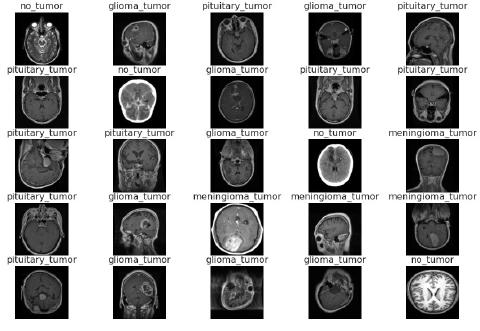 no_tumor glioma_tumor pituitary_tumor glioma_tumor pituitary_tumor
pituitary_tumor no_tumor glioma_tumor pituitary_tumor pituitary_tumor
pituitary_tumor pituitary_tumor glioma_tumor no_tumor meningioma_tumor
pituitary_tumor glioma_tumor meningioma_tumor glioma_tumor meningioma_tumor
pituitary_tumor glioma_tumor glioma_tumor glioma_tumor no_tumor